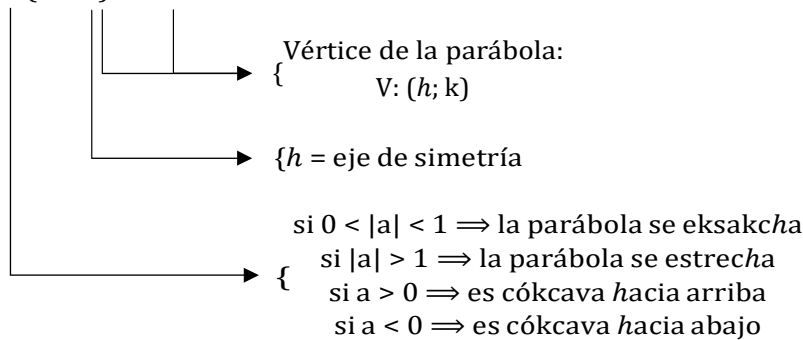 Vértice de la parábola:
{
V: (h; k)
{h = eje de simetría
si 0 < |a| < 1 ⟹ la parábola se eksakcha
si |a| > 1 ⟹ la parábola se estrecha
{
si a > 0 ⟹ es cókcava hacia arriba
si a < 0 ⟹ es cókcava hacia abajo